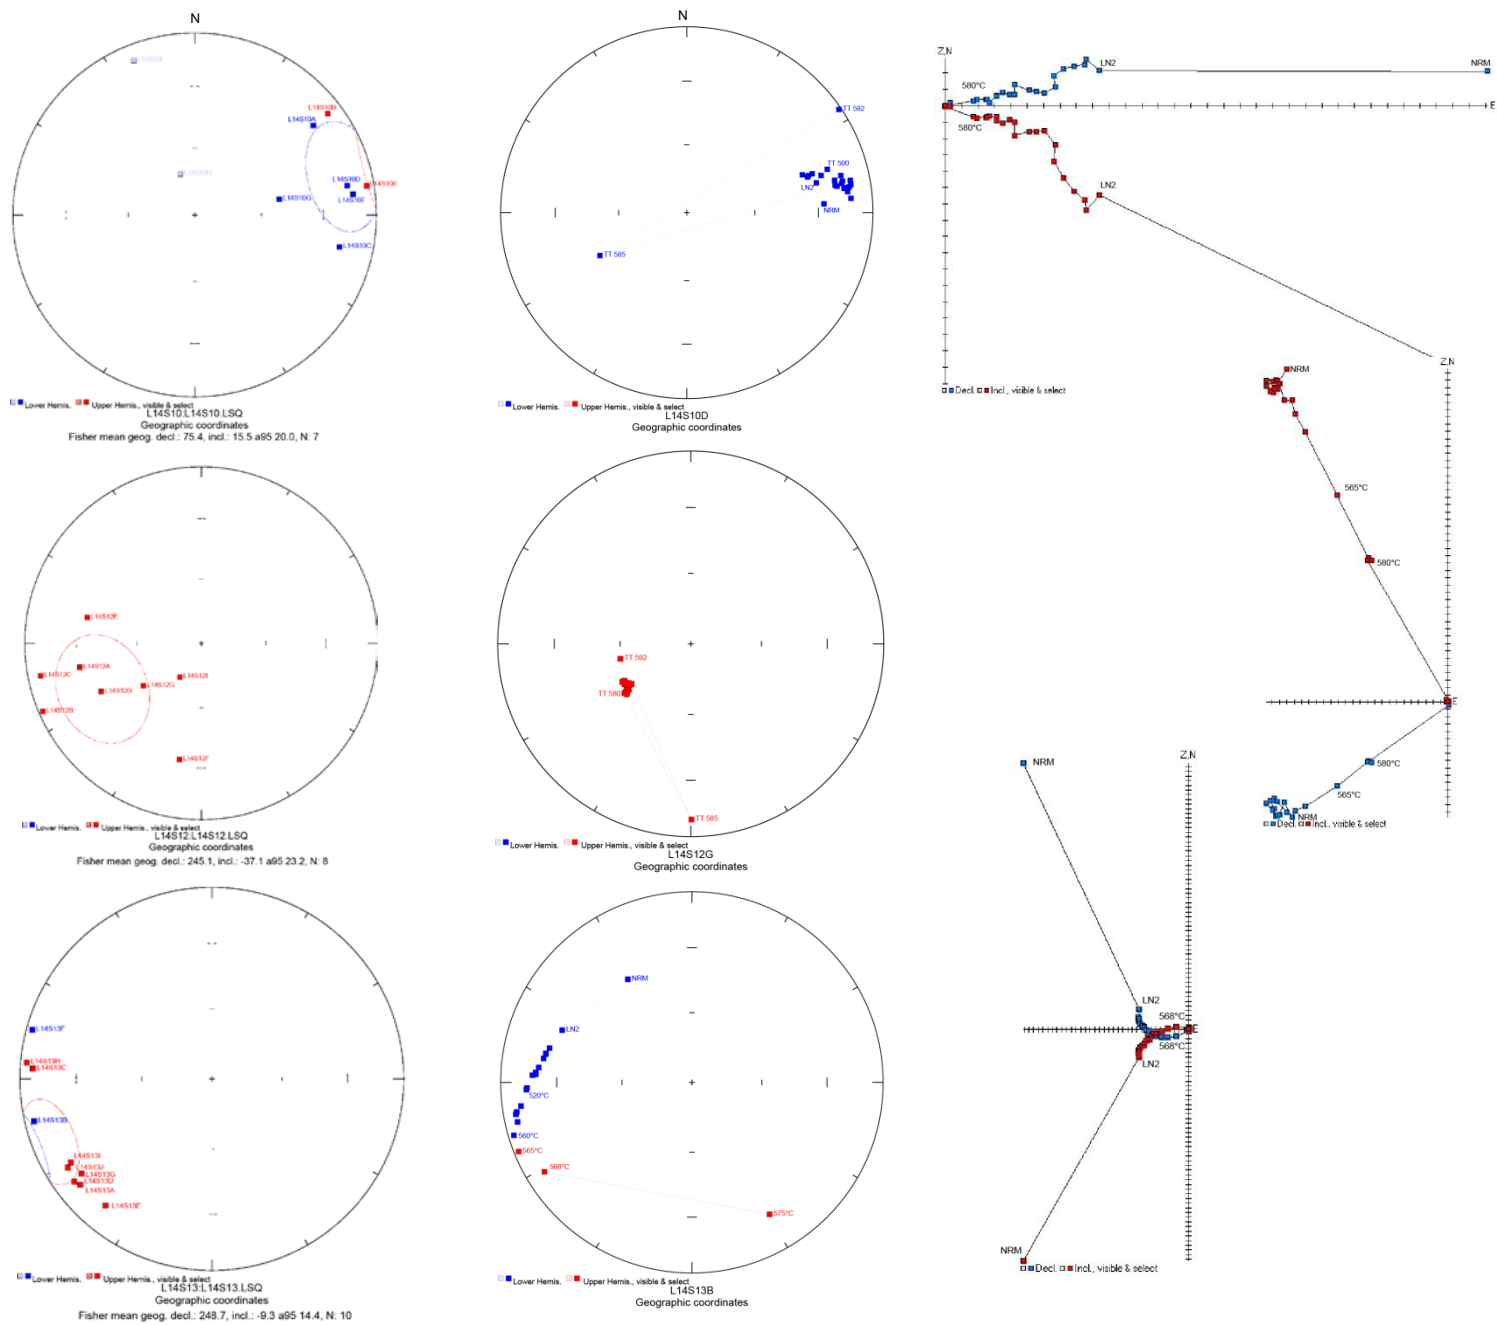 N
L14S10I
L14S10B
L14S10A
L14S10H
L14S10D
L14S10E
L14S10F
L14S10G
L14S10C
Lower Hemis. Upper Hemis., visible & select
L14S10:L14S10.LSQ
Geographic coordinates
Fisher mean geog. decl.: 75.4, incl.: 15.5 a95 20.0, N: 7
N
TT 592
TT 500
LN2
NRM
TT 585
Lower Hemis. Upper Hemis., visible & select
L14S10D
Geographic coordinates
Z,N
LN2
NRM
580°C
E
580°C
LN2
Decl. Incl., visible & select
L14S12E
L14S12A
L14S12C
L14S12I
L14S12G
L14S12D
L14S12B
L14S12F
Lower Hemis. Upper Hemis., visible & select
L14S12:L14S12.LSQ
Geographic coordinates
Fisher mean geog. decl.: 245.1, incl.: -37.1 a95 23.2, N: 8
TT 592
TT 580
TT 585
Lower Hemis. Upper Hemis., visible & select
L14S12G
Geographic coordinates
Z,N
NRM
565°C
580°C
E
580°C
565°C
NRM
Decl. Incl., visible & select
L14S13F
L14S13H
L14S13C
L14S13B
L14S13I
L14S13J
L14S13G
L14S13D
L14S13A
L14S13E
Lower Hemis. Upper Hemis., visible & select
L14S13:L14S13.LSQ
Geographic coordinates
Fisher mean geog. decl.: 248.7, incl.: -9.3 a95 14.4, N: 10
NRM
LN2
520°C
560°C
565°C
568°C
575°C
Lower Hemis. Upper Hemis., visible & select
L14S13B
Geographic coordinates
Z,N
NRM
LN2
568°C
E
568°C
LN2
NRM
Decl. Incl., visible & select